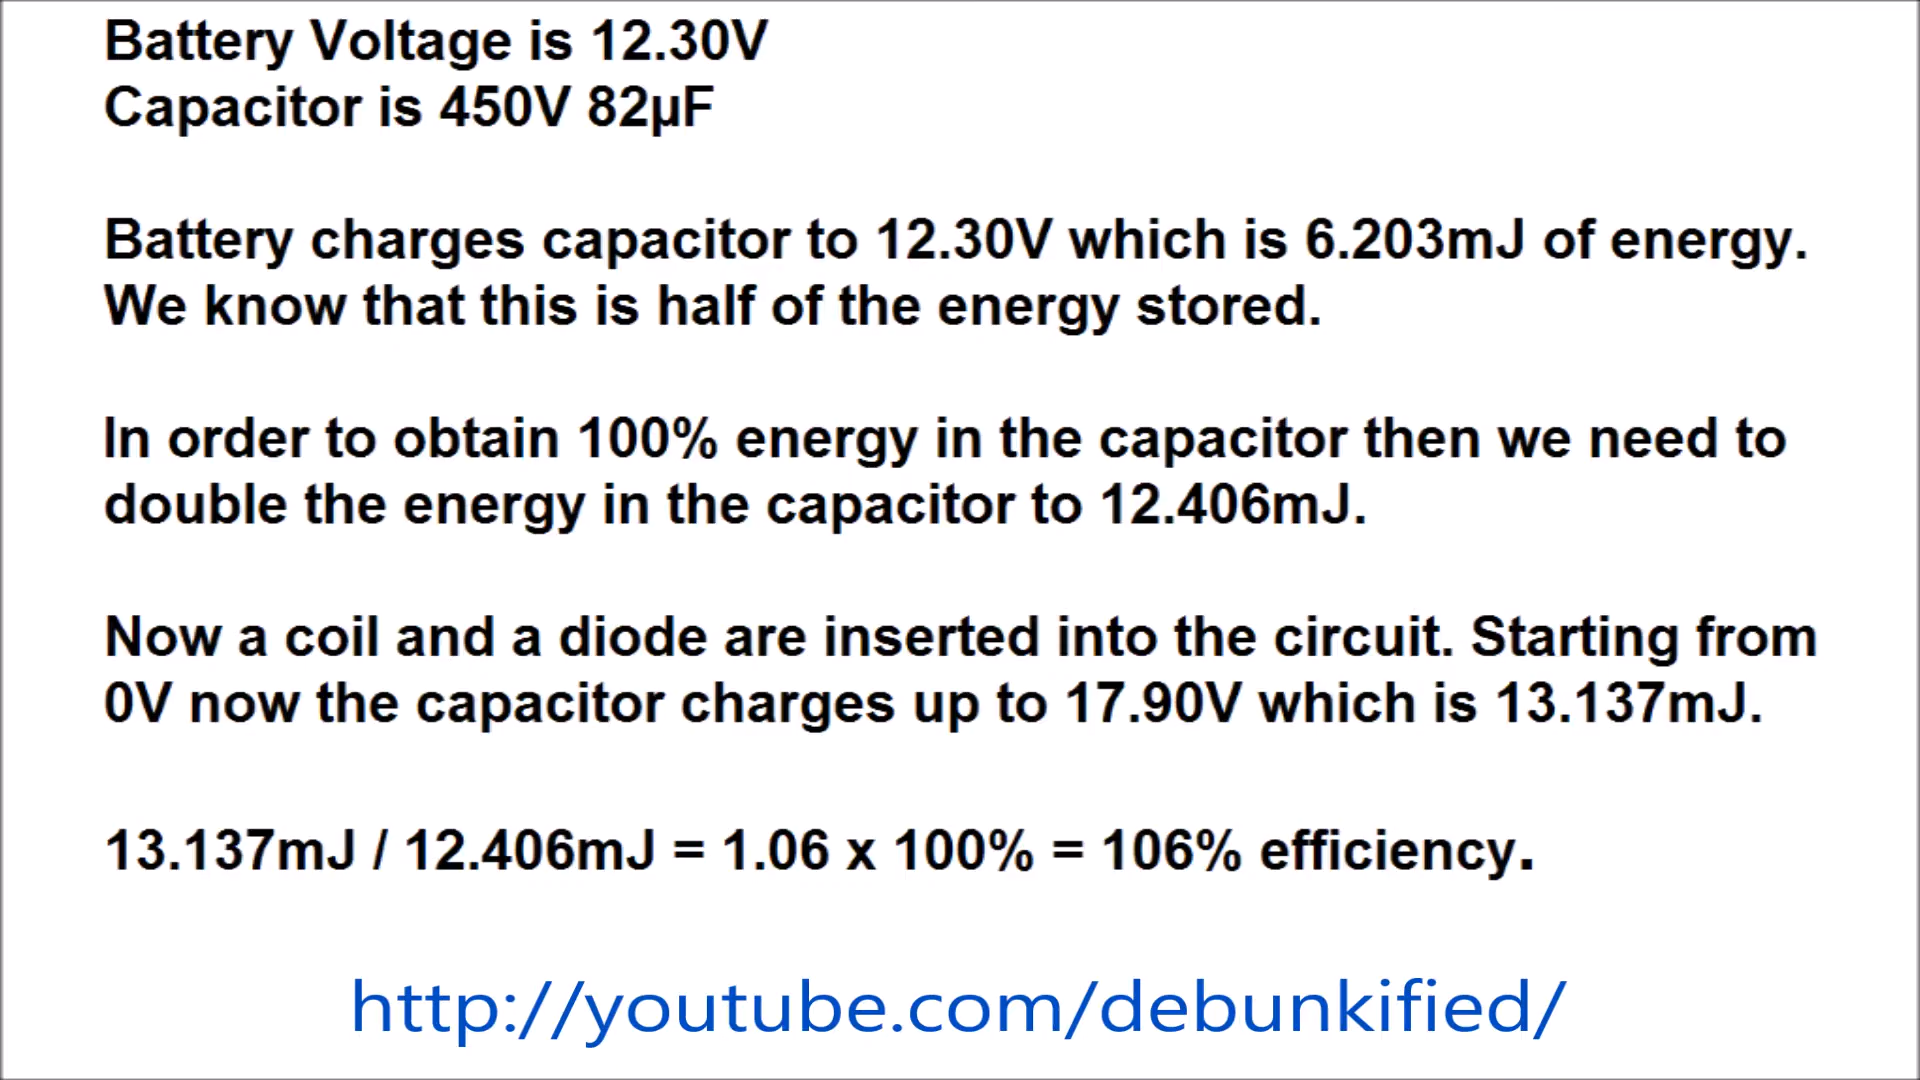 Battery Voltage is 12.30V
Capacitor is 450V 82µF
Battery charges capacitor to 12.30V which is 6.203mJ of energy.
We know that this is half of the energy stored.
In order to obtain 100% energy in the capacitor then we need to
double the energy in the capacitor to 12.406mJ.
Now a coil and a diode are inserted into the circuit. Starting from
0V now the capacitor charges up to 17.90V which is 13.137mJ.
13.137mJ / 12.406mJ = 1.06 x 100% = 106% efficiency.
http://youtube.com/debunkified/